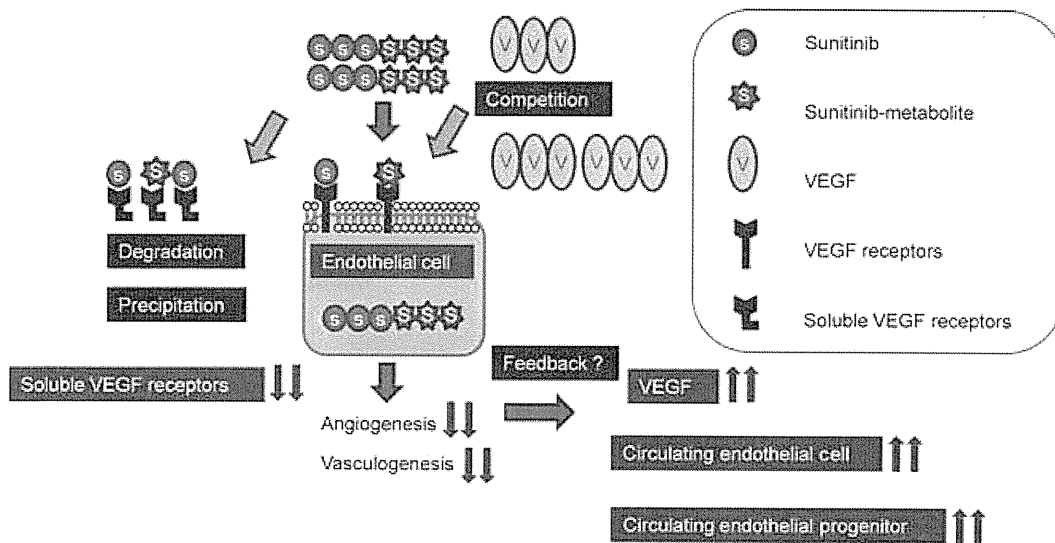 S S S S S S
S S S S S S
V V V
Competition
V V V V V V
S S S
S S
Degradation
Precipitation
Endothelial cell
S S S S S S
Soluble VEGF receptors
Angiogenesis
Vasculogenesis
Feedback ?
VEGF
Circulating endothelial cell
Circulating endothelial progenitor
S Sunitinib
S Sunitinib-metabolite
V VEGF
VEGF receptors
Soluble VEGF receptors